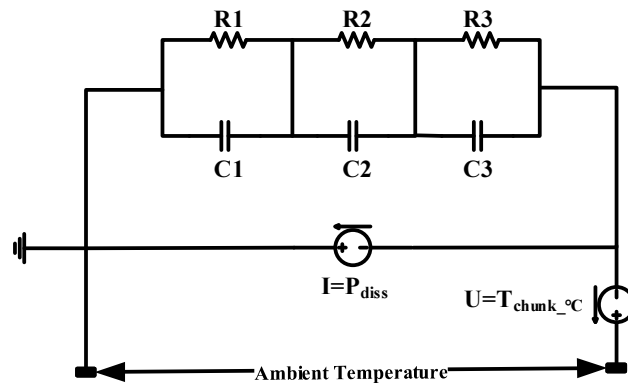 R1 R2 R3
C1 C2 C3
+ −
I=Pdiss
U=Tchunk_℃
− +
Ambient Temperature